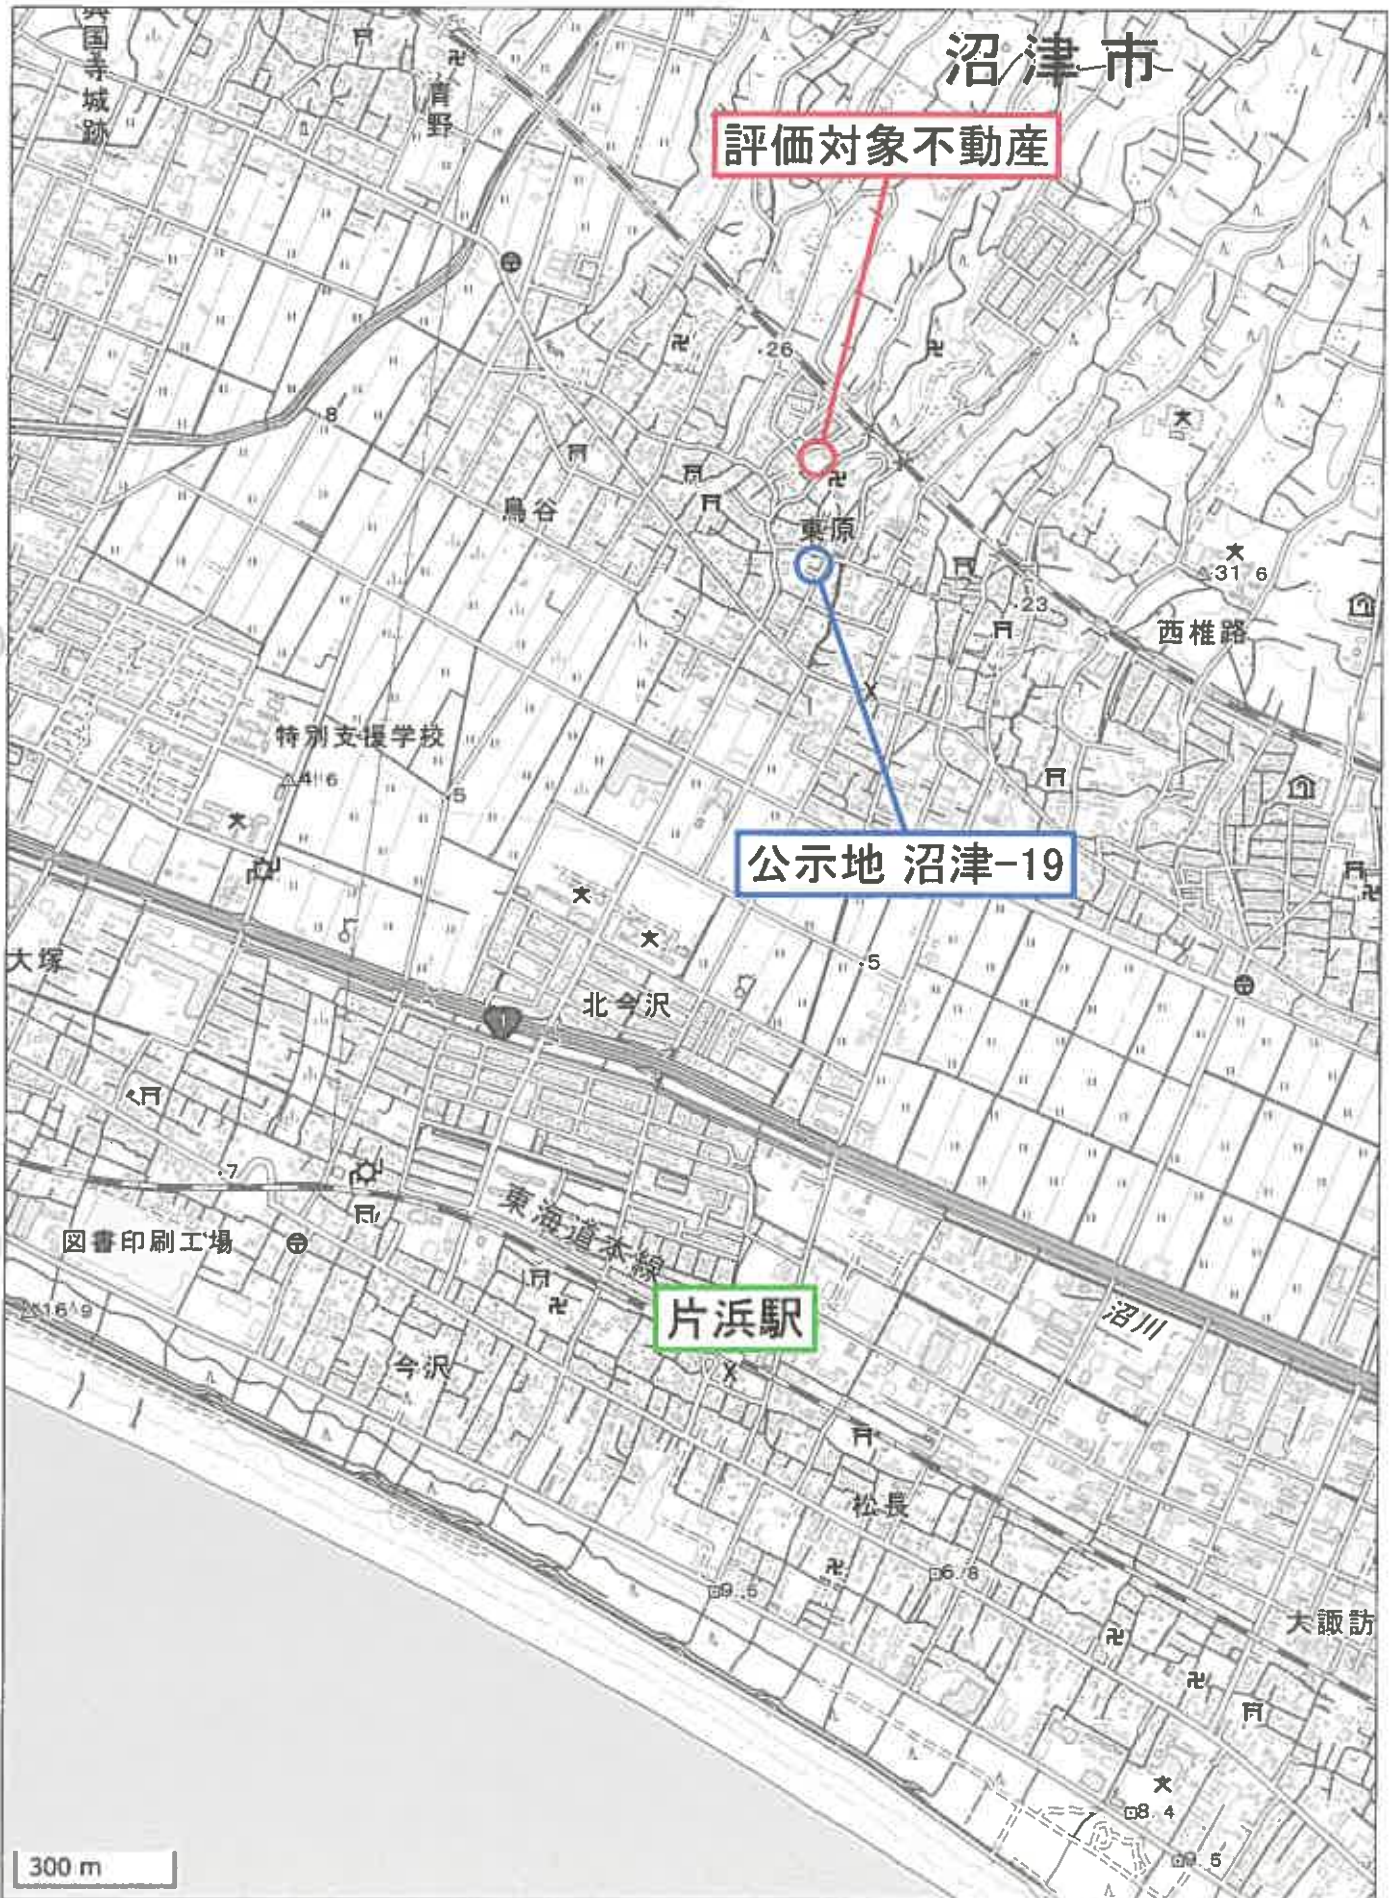 沼津市
興国寺城跡
青野
評価対象不動産
26
8
鳥谷
東原
31 6
23
西椎路
特別支援学校
4 6
5
公示地 沼津-19
大塚
5
北今沢
1
7
東海道本線
図書印刷工場
片浜駅
16 9
沼川
今沢
松長
6.8
9.5
大諏訪
8.4
9.5
300 m